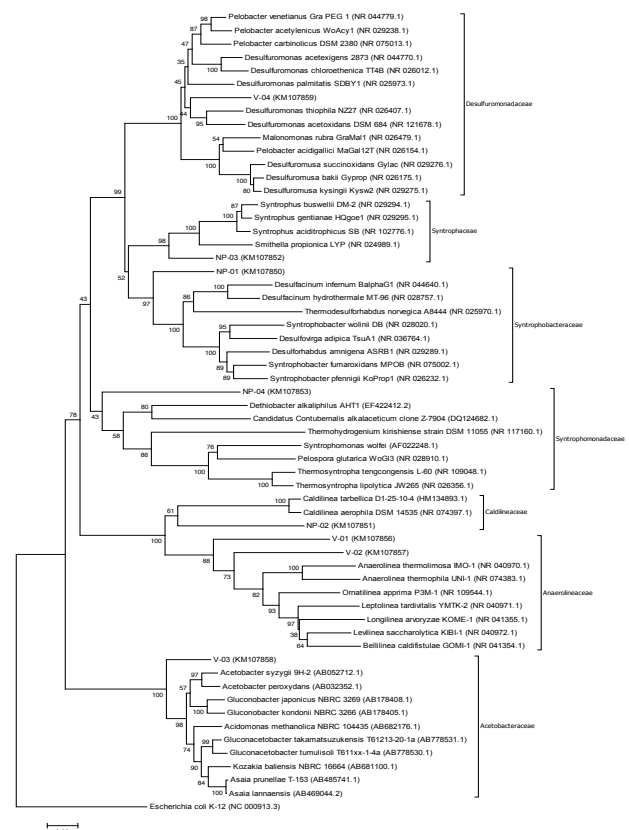 Pelobacter venetianus Gra PEG 1 (NR 044779.1)
Pelobacter acetylenicus WoAcy1 (NR 029238.1)
Pelobacter carbinolicus DSM 2380 (NR 075013.1)
Desulfuromonas acetexigens 2873 (NR 044770.1)
Desulfuromonas chloroethenica TT4B (NR 026012.1)
Desulfuromonas palmitatis SDBY1 (NR 025973.1)
V-04 (KM107859)
Desulfuromonas thiophila NZ27 (NR 026407.1)
Desulfuromonas acetoxidans DSM 684 (NR 121678.1)
Malonomonas rubra GraMal1 (NR 026479.1)
Pelobacter acidigallici MaGal12T (NR 026154.1)
Desulfuromusa succinoxidans Gylac (NR 029276.1)
Desulfuromusa bakii Gyprop (NR 026175.1)
Desulfuromusa kysingii Kysw2 (NR 029275.1)
Desulfuromonadaceae
Syntrophus buswellii DM-2 (NR 029294.1)
Syntrophus gentianae HQgoe1 (NR 029295.1)
Syntrophus aciditrophicus SB (NR 102776.1)
Smithella propionica LYP (NR 024989.1)
NP-03 (KM107852)
Syntrophaceae
NP-01 (KM107850)
Desulfacinum infernum BalphaG1 (NR 044640.1)
Desulfacinum hydrothermale MT-96 (NR 028757.1)
Thermodesulforhabdus norvegica A8444 (NR 025970.1)
Syntrophobacter wolinii DB (NR 028020.1)
Desulfovirga adipica TsuA1 (NR 036764.1)
Desulforhabdus amnigena ASRB1 (NR 029289.1)
Syntrophobacter fumaroxidans MPOB (NR 075002.1)
Syntrophobacter pfennigii KoProp1 (NR 026232.1)
Syntrophobacteraceae
NP-04 (KM107853)
Dethiobacter alkaliphilus AHT1 (EF422412.2)
Candidatus Contubernalis alkalaceticum clone Z-7904 (DQ124682.1)
Thermohydrogenium kirishiense strain DSM 11055 (NR 117160.1)
Syntrophomonas wolfei (AF022248.1)
Pelospora glutarica WoGl3 (NR 028910.1)
Thermosyntropha tengcongensis L-60 (NR 109048.1)
Thermosyntropha lipolytica JW265 (NR 026356.1)
Syntrophomonadaceae
Caldilinea tarbellica D1-25-10-4 (HM134893.1)
Caldilinea aerophila DSM 14535 (NR 074397.1)
NP-02 (KM107851)
Caldilineaceae
V-01 (KM107856)
V-02 (KM107857)
Anaerolinea thermolimosa IMO-1 (NR 040970.1)
Anaerolinea thermophila UNI-1 (NR 074383.1)
Ornatilinea apprima P3M-1 (NR 109544.1)
Leptolinea tardivitalis YMTK-2 (NR 040971.1)
Longilinea arvoryzae KOME-1 (NR 041355.1)
Levilinea saccharolytica KIBI-1 (NR 040972.1)
Bellilinea caldifistulae GOMI-1 (NR 041354.1)
Anaerolineaceae
V-03 (KM107858)
Acetobacter syzygii 9H-2 (AB052712.1)
Acetobacter peroxydans (AB032352.1)
Gluconobacter japonicus NBRC 3269 (AB178408.1)
Gluconobacter kondonii NBRC 3266 (AB178405.1)
Acidomonas methanolica NBRC 104435 (AB682176.1)
Gluconacetobacter takamatsuzukensis T61213-20-1a (AB778531.1)
Gluconacetobacter tumulisoli T611xx-1-4a (AB778530.1)
Kozakia baliensis NBRC 16664 (AB681100.1)
Asaia prunellae T-153 (AB485741.1)
Asaia lannaensis (AB469044.2)
Acetobacteraceae
Escherichia coli K-12 (NC 000913.3)
98
87
47
35
100
45
44
95
100
54
100
100
80
99
87
100
100
98
52
97
100
86
100
95
100
89
89
43
78
43
80
58
86
76
100
100
61
100
100
88
73
100
82
93
97
38
64
97
57
100
100
98
74
99
90
84
100